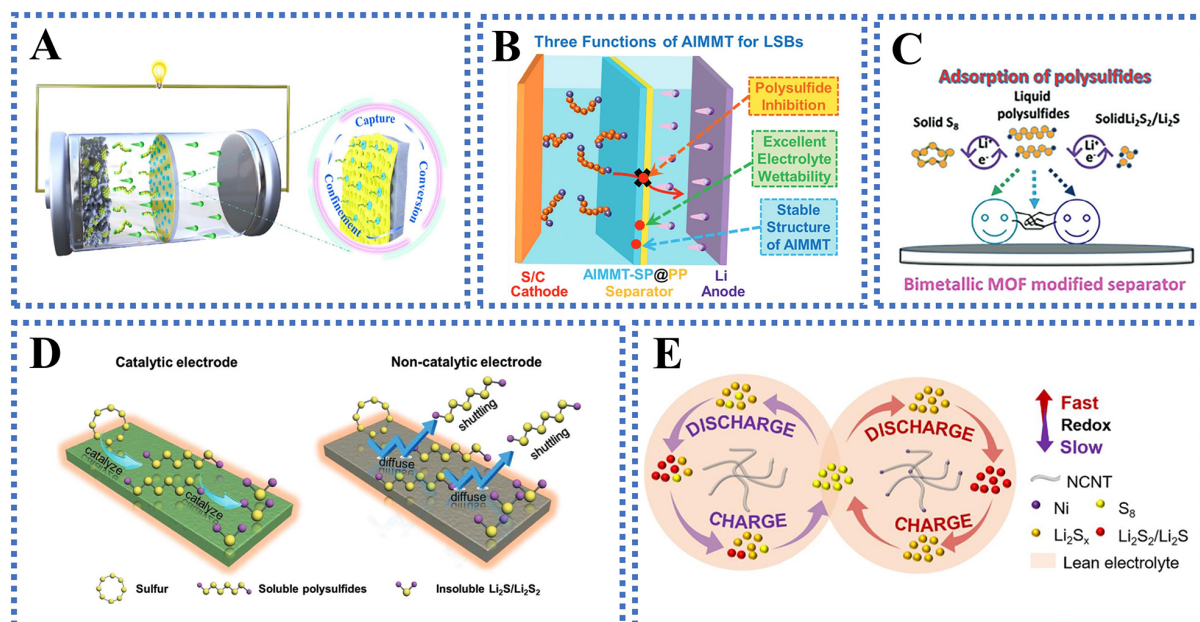 A
Capture
Conversion
Confinement
B
Three Functions of AlMMT for LSBs
Polysulfide
Inhibition
Excellent
Electrolyte
Wettability
Stable
Structure
of AlMMT
S/C
Cathode
AlMMT-SP@PP
Separator
Li
Anode
C
Adsorption of polysulfides
Liquid
polysulfides
Solid S8
SolidLi2S2/Li2S
Li+
e-
Li+
e-
Bimetallic MOF modified separator
D
Catalytic electrode
Non-catalytic electrode
catalyze
catalyze
shuttling
shuttling
diffuse
diffuse
Sulfur
Soluble polysulfides
Insoluble Li2S/Li2S2
E
DISCHARGE
CHARGE
DISCHARGE
CHARGE
Fast
Redox
Slow
NCNT
Ni
S8
Li2Sx
Li2S2/Li2S
Lean electrolyte